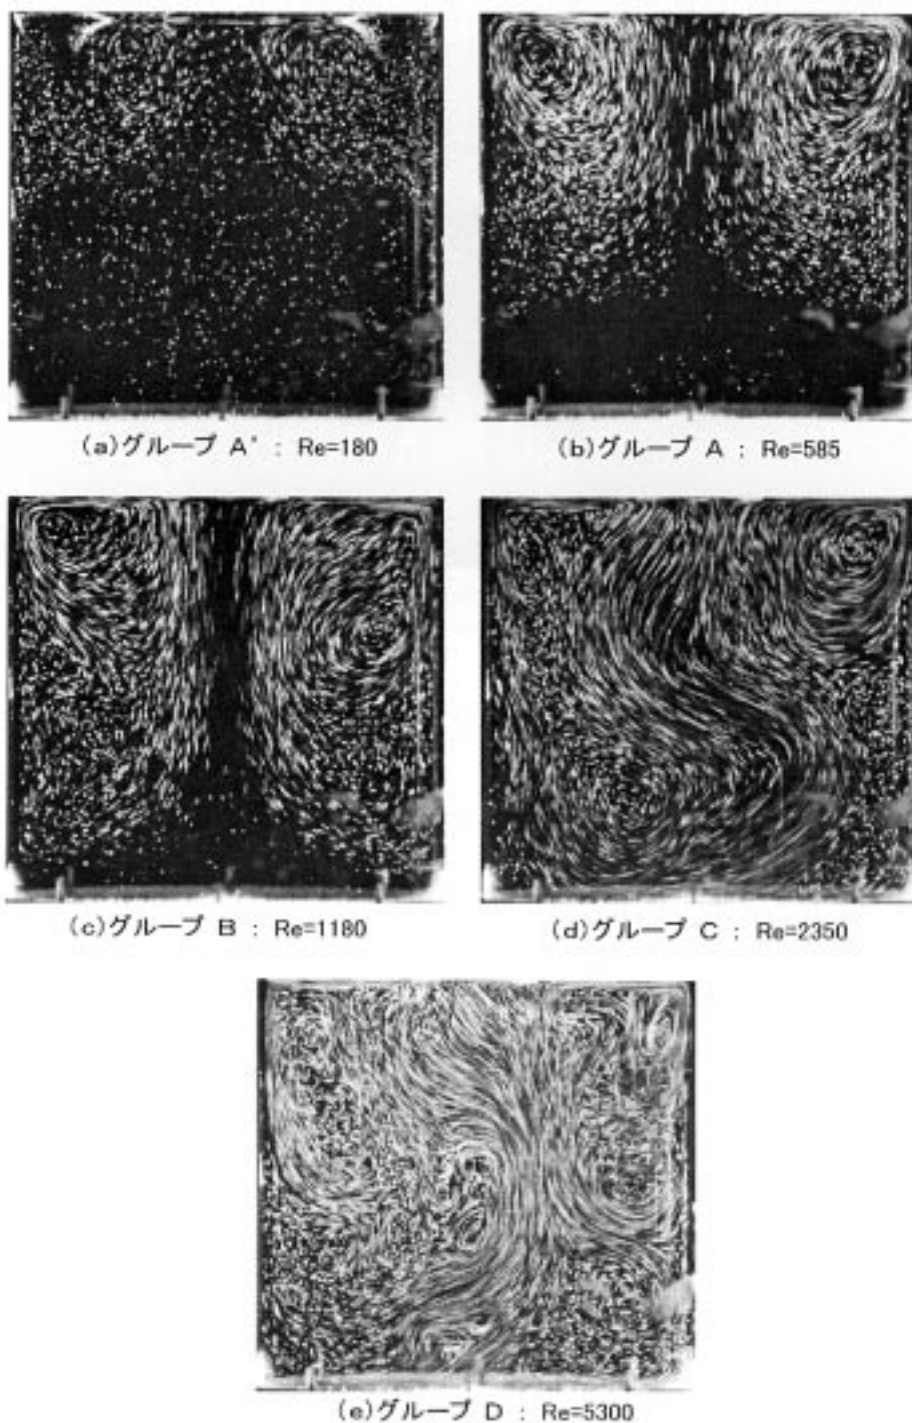 (a)グループ A' : Re=180
(b)グループ A : Re=585
(c)グループ B : Re=1180
(d)グループ C : Re=2350
(e)グループ D : Re=5300